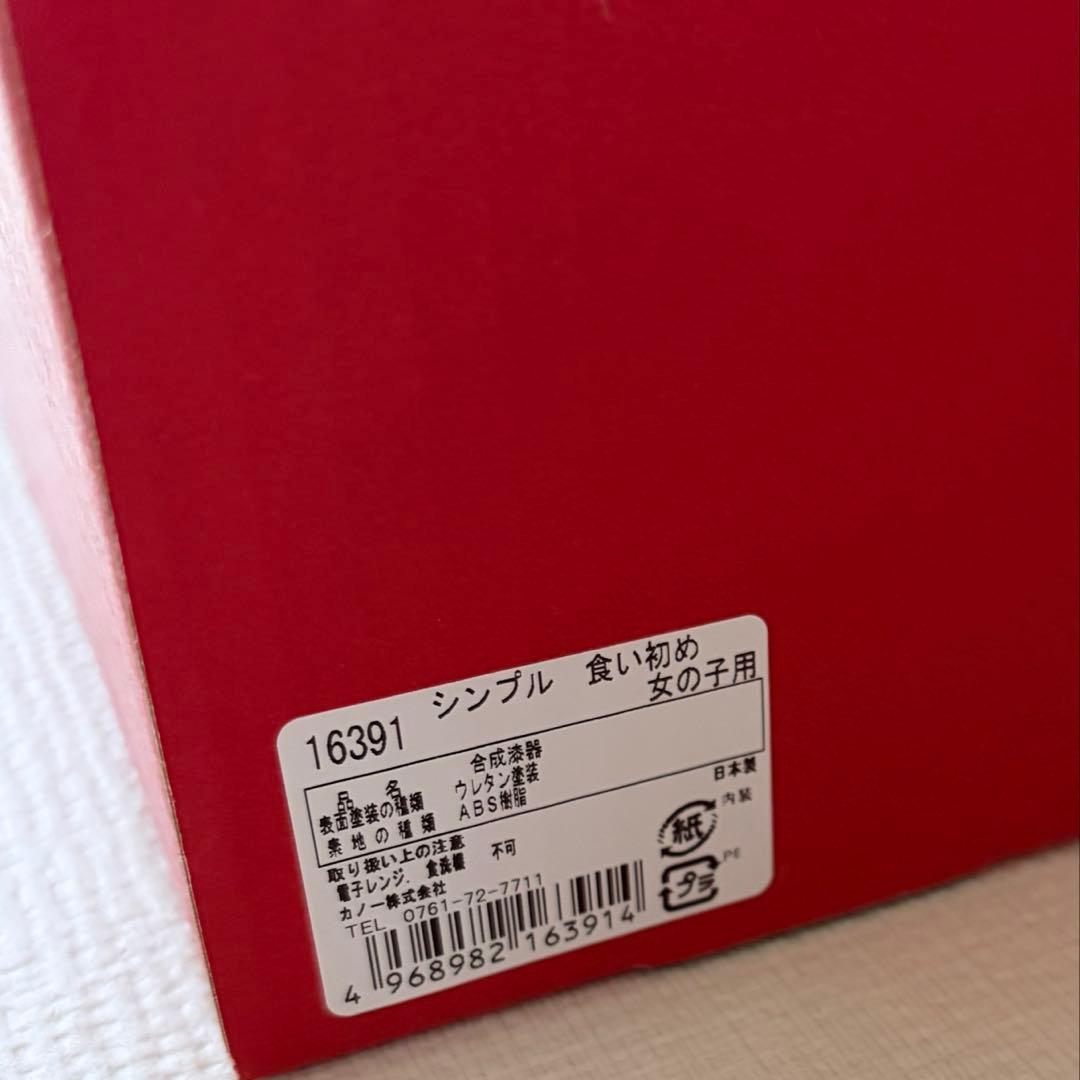 16391 シンプル 食い初め
女の子用
品名 合成漆器
表面塗装の種類 ウレタン塗装
素地の種類 ABS樹脂
日本製
取り扱い上の注意
電子レンジ. 食洗機 不可
カノー株式会社
TEL 0761-72-7711
紙 内装
プラ PE
4 968982 163914